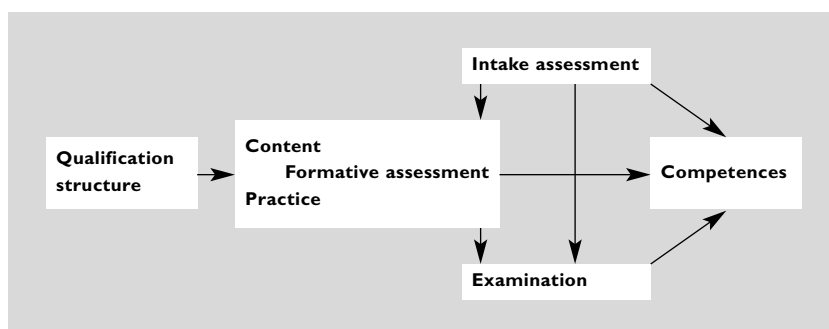 Intake assessment
Qualification
structure
Content
Formative assessment
Practice
Competences
Examination